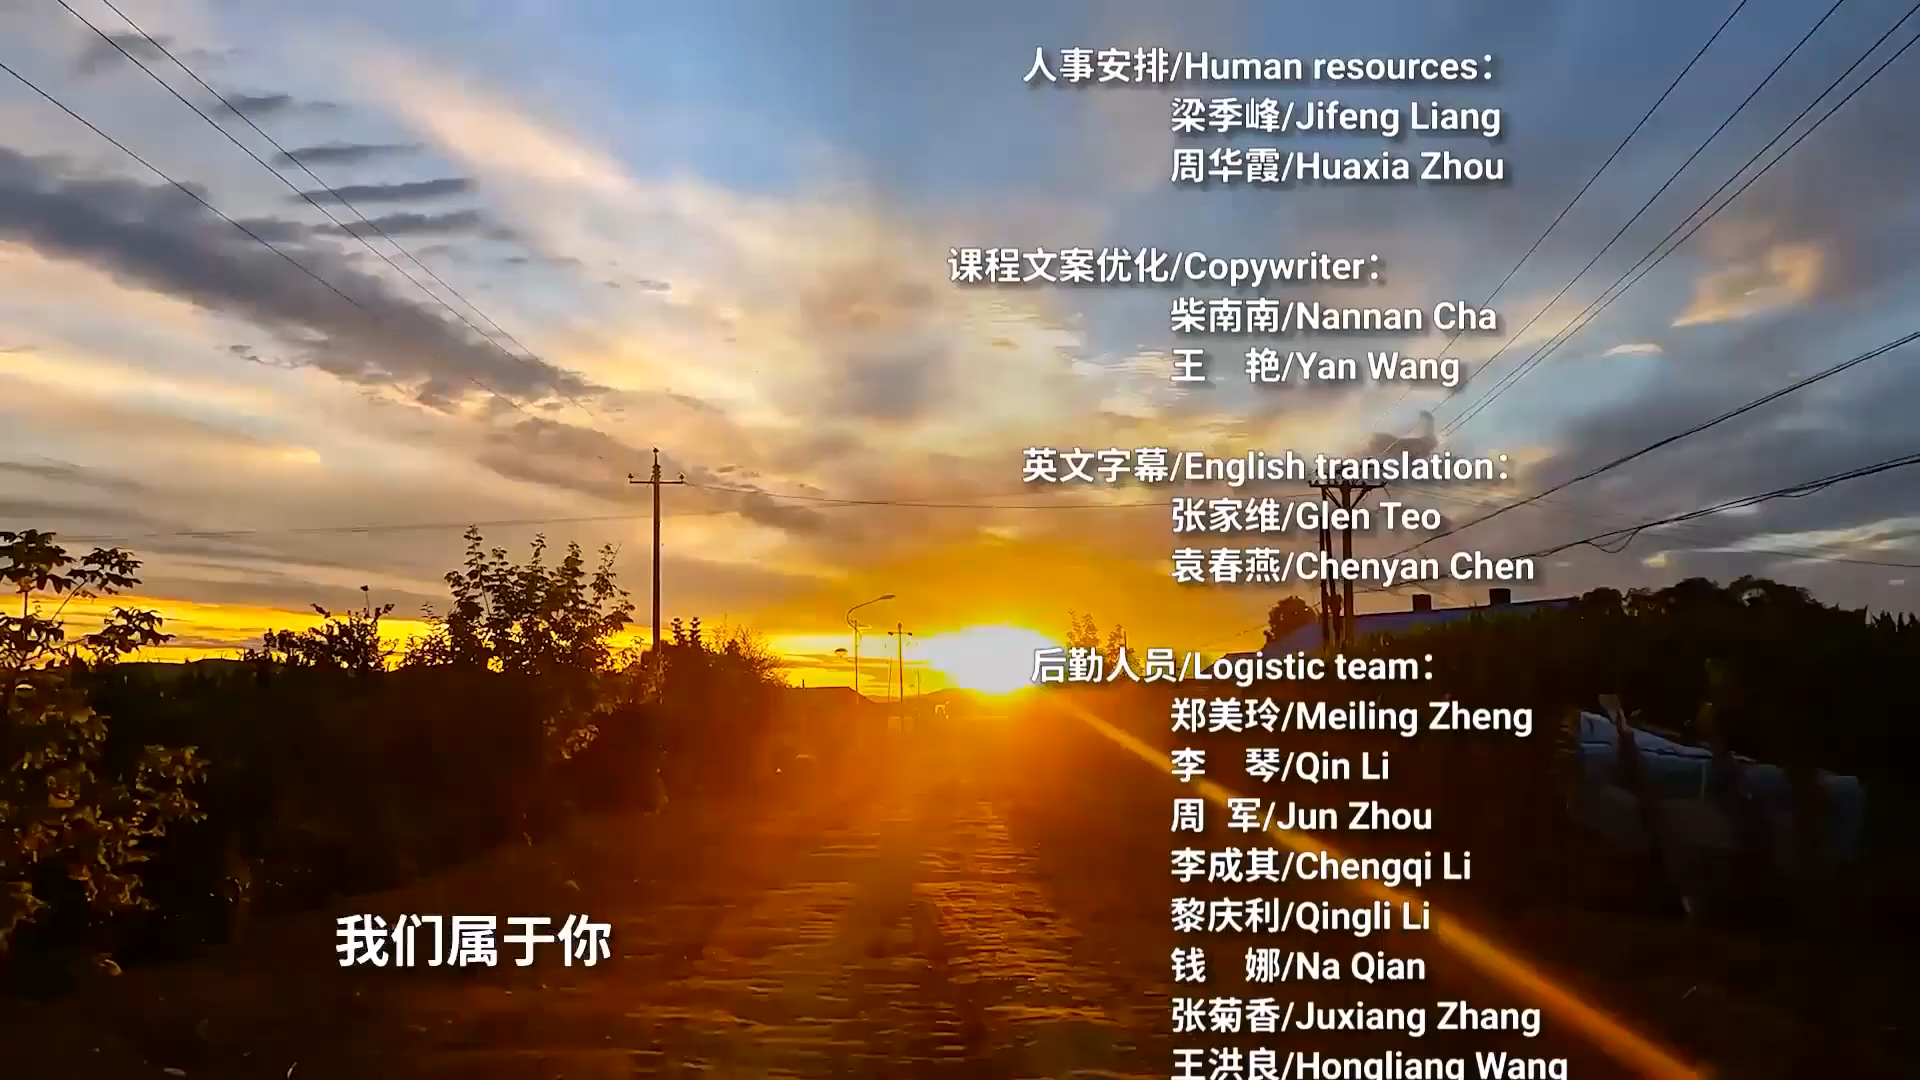 人事安排/Human resources：
梁季峰/Jifeng Liang
周华霞/Huaxia Zhou
课程文案优化/Copywriter：
柴南南/Nannan Cha
王 艳/Yan Wang
英文字幕/English translation：
张家维/Glen Teo
袁春燕/Chenyan Chen
后勤人员/Logistic team：
郑美玲/Meiling Zheng
李 琴/Qin Li
周 军/Jun Zhou
李成其/Chengqi Li
黎庆利/Qingli Li
我们属于你
钱 娜/Na Qian
张菊香/Juxiang Zhang
王洪良/Hongliang Wang